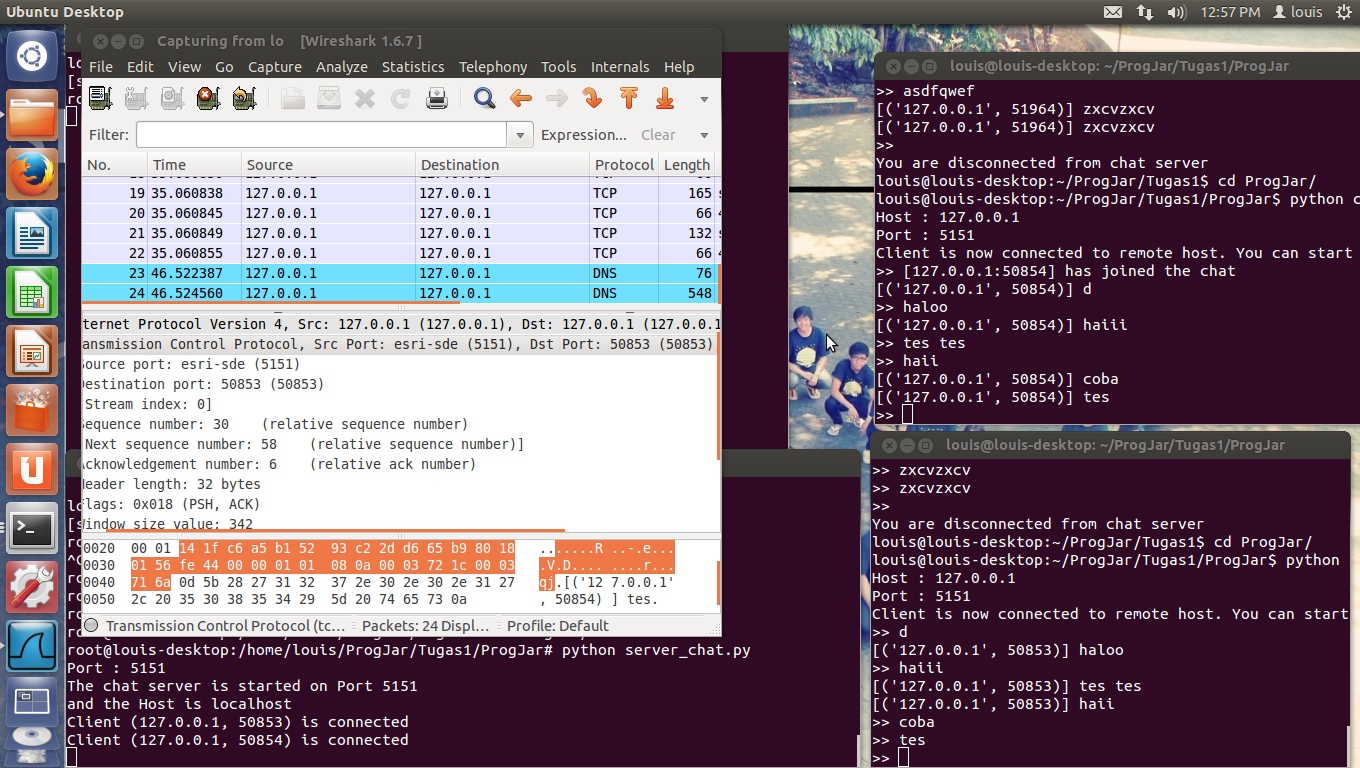 Ubuntu Desktop
12:57 PM
louis
Capturing from lo [Wireshark 1.6.7 ]
File Edit View Go Capture Analyze Statistics Telephony Tools Internals Help
Filter:
Expression... Clear
No. Time Source Destination Protocol Length
19 35.060838 127.0.0.1 127.0.0.1 TCP 165
20 35.060845 127.0.0.1 127.0.0.1 TCP 66
21 35.060849 127.0.0.1 127.0.0.1 TCP 132
22 35.060855 127.0.0.1 127.0.0.1 TCP 66
23 46.522387 127.0.0.1 127.0.0.1 DNS 76
24 46.524560 127.0.0.1 127.0.0.1 DNS 548
ternet Protocol Version 4, Src: 127.0.0.1 (127.0.0.1), Dst: 127.0.0.1 (127.0.0.1
ansmission Control Protocol, Src Port: esri-sde (5151), Dst Port: 50853 (50853)
ource port: esri-sde (5151)
estination port: 50853 (50853)
Stream index: 0]
equence number: 30 (relative sequence number)
Next sequence number: 58 (relative sequence number)]
cknowledgement number: 6 (relative ack number)
eader length: 32 bytes
lags: 0x018 (PSH, ACK)
indow size value: 342
0020 00 01 14 1f c6 a5 b1 52 93 c2 2d d6 65 b9 80 18 .......R ..-.e...
0030 01 56 fe 44 00 00 01 01 08 0a 00 03 72 1c 00 03 .V.D.... ....r...
0040 71 6a 0d 5b 28 27 31 32 37 2e 30 2e 30 2e 31 27 qj.[('12 7.0.0.1'
0050 2c 20 35 30 38 35 34 29 5d 20 74 65 73 0a , 50854) ] tes.
Transmission Control Protocol (tc... Packets: 24 Displ... Profile: Default
root@louis-desktop:/home/louis/ProgJar/Tugas1/ProgJar# python server_chat.py
Port : 5151
The chat server is started on Port 5151
and the Host is localhost
Client (127.0.0.1, 50853) is connected
Client (127.0.0.1, 50854) is connected
louis@louis-desktop: ~/ProgJar/Tugas1/ProgJar
>> asdfqwef
[('127.0.0.1', 51964)] zxcvzxcv
[('127.0.0.1', 51964)] zxcvzxcv
>>
You are disconnected from chat server
louis@louis-desktop:~/ProgJar/Tugas1$ cd ProgJar/
louis@louis-desktop:~/ProgJar/Tugas1/ProgJar$ python c
Host : 127.0.0.1
Port : 5151
Client is now connected to remote host. You can start
>> [127.0.0.1:50854] has joined the chat
[('127.0.0.1', 50854)] d
>> haloo
[('127.0.0.1', 50854)] haiii
>> tes tes
>> haii
[('127.0.0.1', 50854)] coba
[('127.0.0.1', 50854)] tes
>>
louis@louis-desktop: ~/ProgJar/Tugas1/ProgJar
>> zxcvzxcv
>> zxcvzxcv
>>
You are disconnected from chat server
louis@louis-desktop:~/ProgJar/Tugas1$ cd ProgJar/
louis@louis-desktop:~/ProgJar/Tugas1/ProgJar$ python
Host : 127.0.0.1
Port : 5151
Client is now connected to remote host. You can start
>> d
[('127.0.0.1', 50853)] haloo
>> haiii
[('127.0.0.1', 50853)] tes tes
[('127.0.0.1', 50853)] haii
>> coba
>> tes
>>